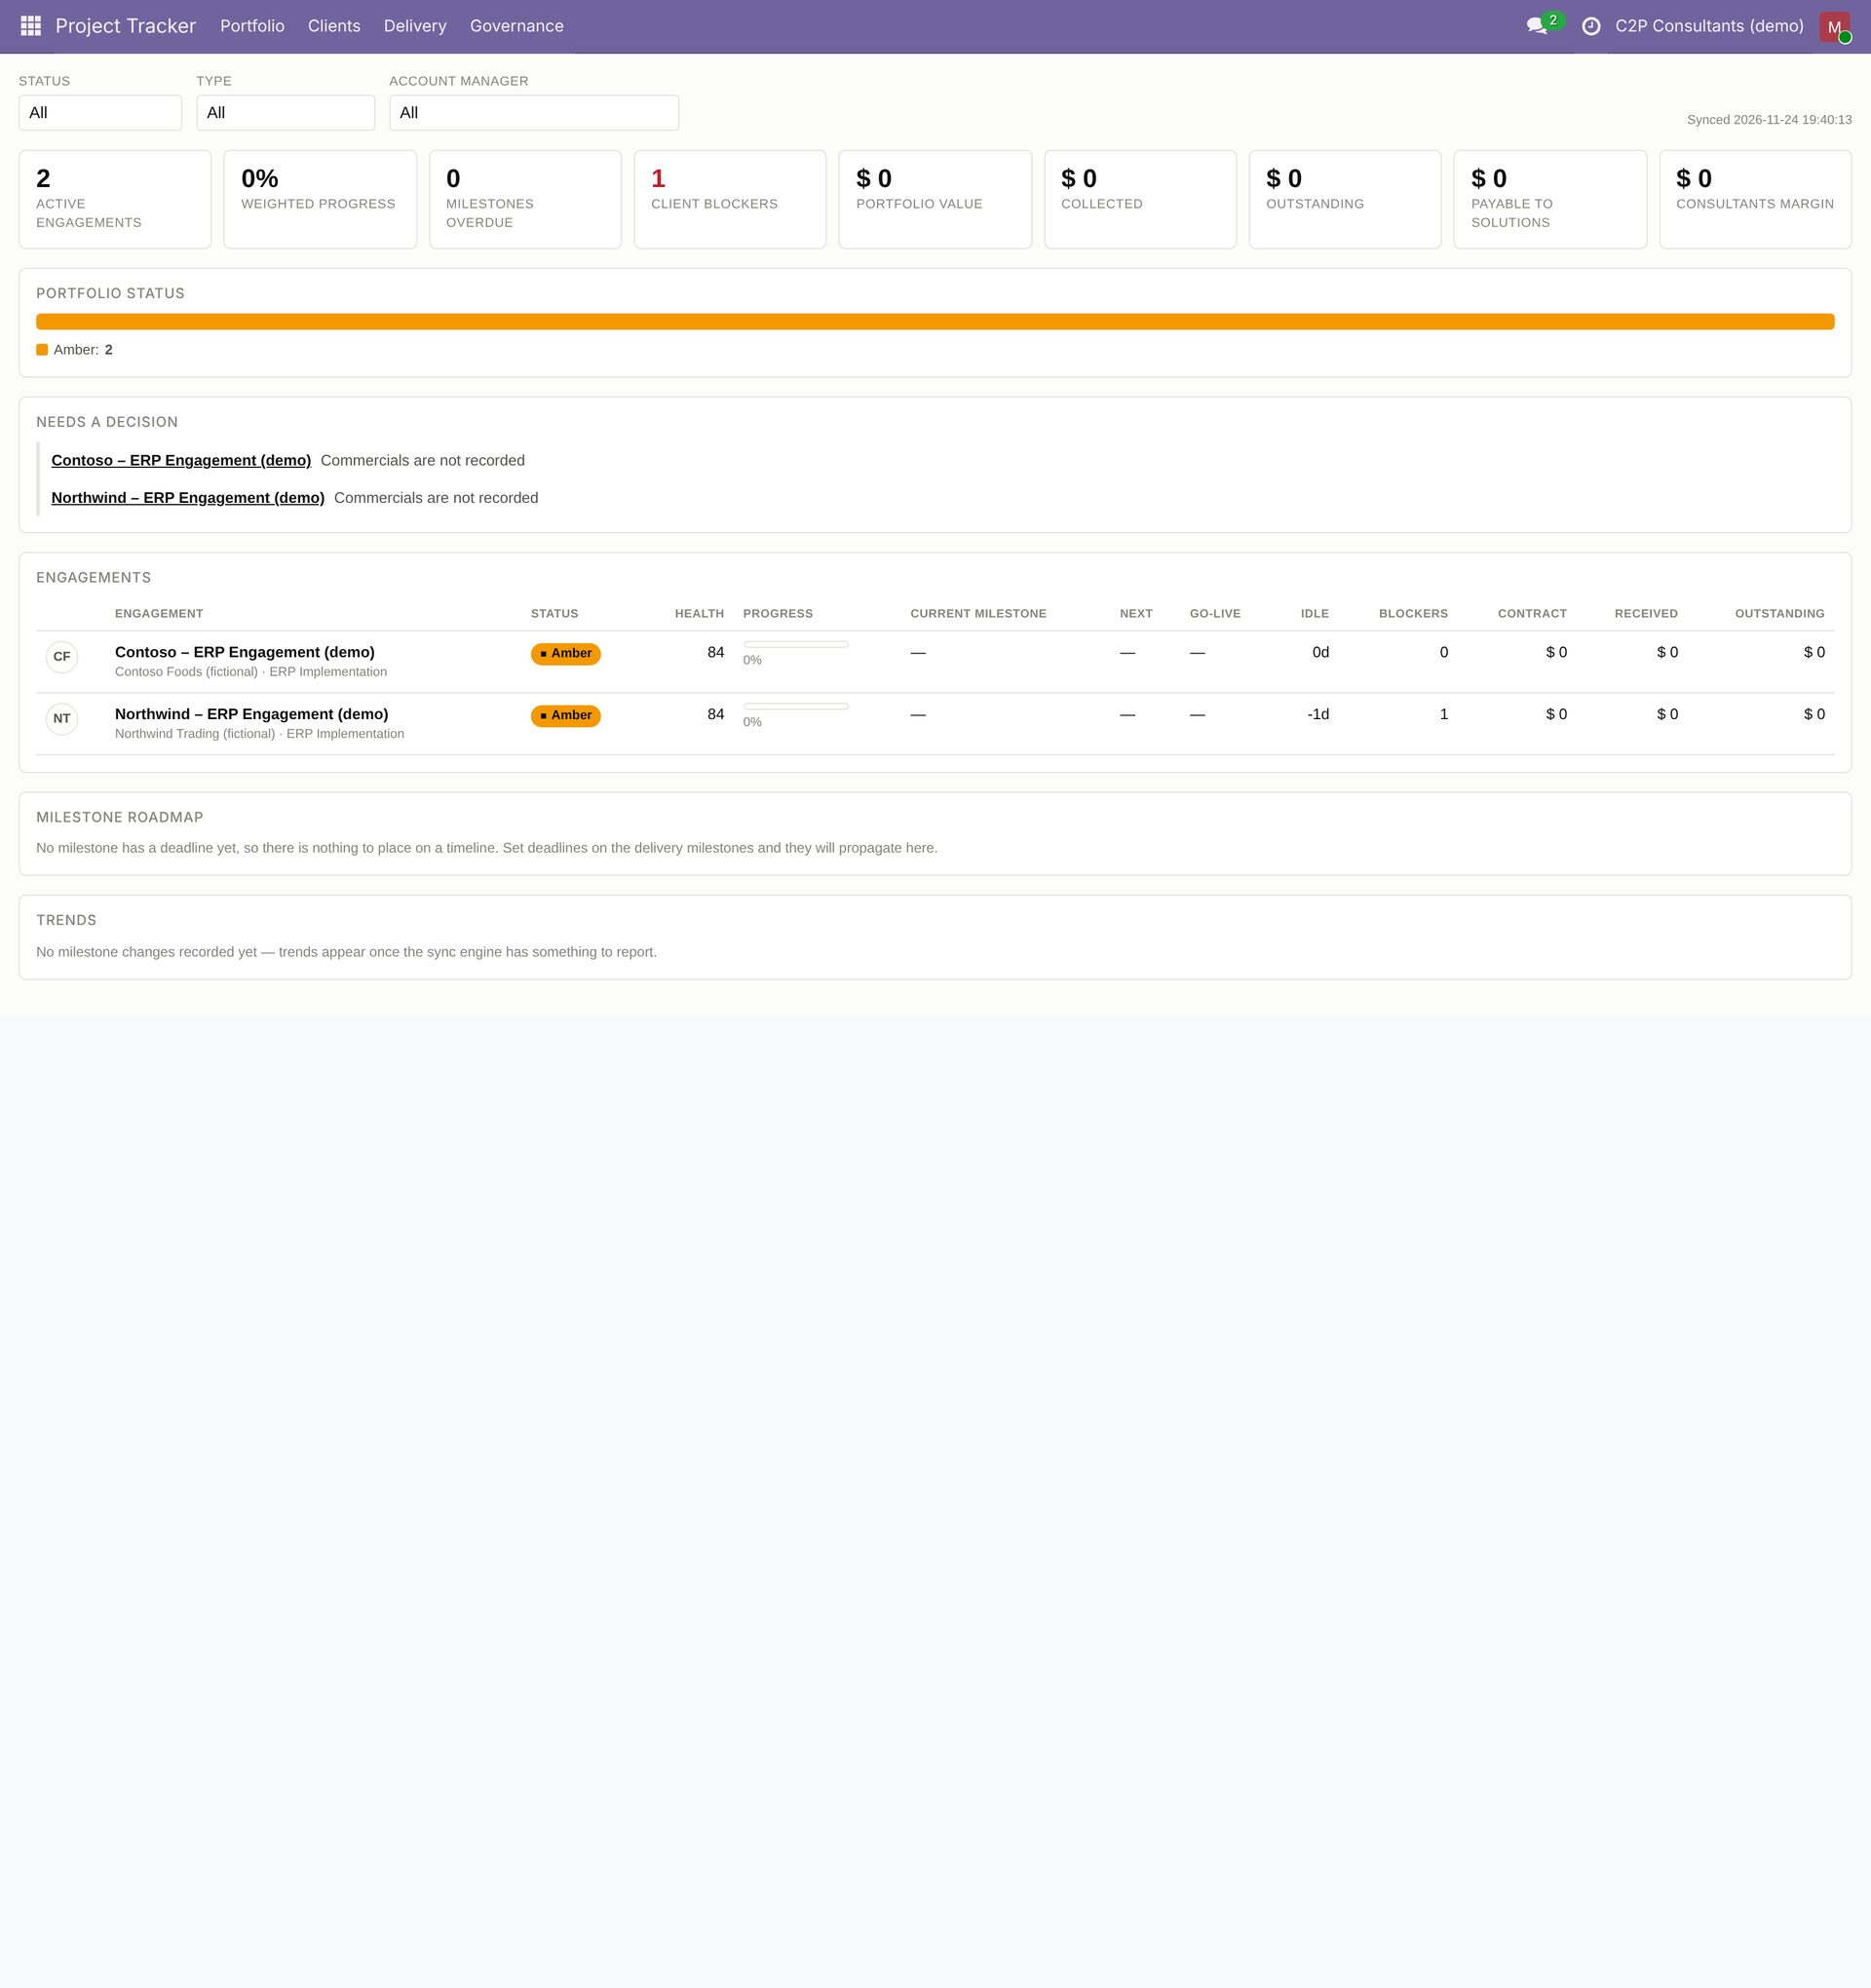 Project Tracker Portfolio Clients Delivery Governance 2 C2P Consultants (demo) M
STATUS TYPE ACCOUNT MANAGER
All All All Synced 2026-11-24 19:40:13
2 0% 0 1 $ 0 $ 0 $ 0 $ 0 $ 0
ACTIVE ENGAGEMENTS WEIGHTED PROGRESS MILESTONES OVERDUE CLIENT BLOCKERS PORTFOLIO VALUE COLLECTED OUTSTANDING PAYABLE TO SOLUTIONS CONSULTANTS MARGIN
PORTFOLIO STATUS
Amber: 2
NEEDS A DECISION
Contoso – ERP Engagement (demo) Commercials are not recorded
Northwind – ERP Engagement (demo) Commercials are not recorded
ENGAGEMENTS
ENGAGEMENT STATUS HEALTH PROGRESS CURRENT MILESTONE NEXT GO-LIVE IDLE BLOCKERS CONTRACT RECEIVED OUTSTANDING
CF Contoso – ERP Engagement (demo) Amber 84 — — — 0d 0 $ 0 $ 0 $ 0
Contoso Foods (fictional) · ERP Implementation 0%
NT Northwind – ERP Engagement (demo) Amber 84 — — — -1d 1 $ 0 $ 0 $ 0
Northwind Trading (fictional) · ERP Implementation 0%
MILESTONE ROADMAP
No milestone has a deadline yet, so there is nothing to place on a timeline. Set deadlines on the delivery milestones and they will propagate here.
TRENDS
No milestone changes recorded yet — trends appear once the sync engine has something to report.